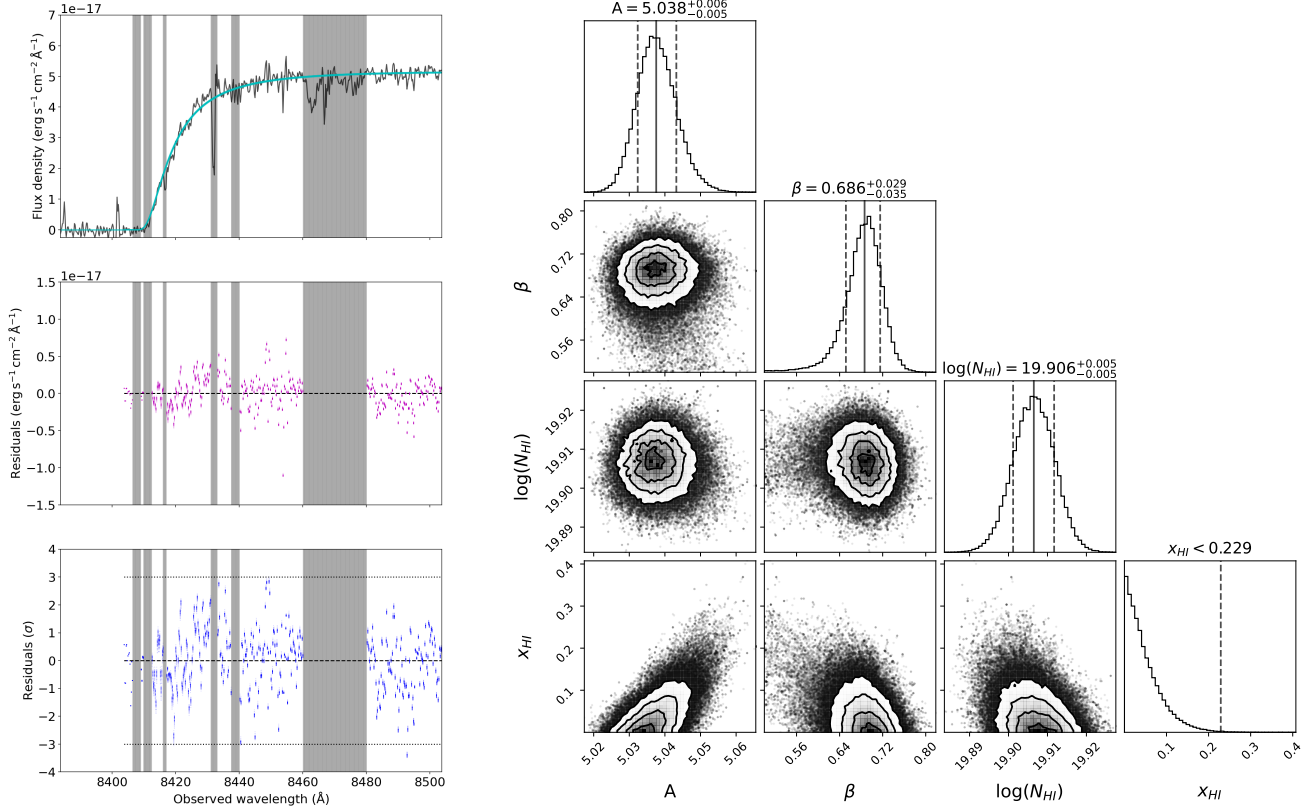 1e−17
7
6
5
4
3
2
1
0
Flux density (erg s⁻¹ cm⁻² Å⁻¹)
1e−17
1.5
1.0
0.5
0.0
−0.5
−1.0
−1.5
Residuals (erg s⁻¹ cm⁻² Å⁻¹)
4
3
2
1
0
−1
−2
−3
−4
Residuals (σ)
8400 8420 8440 8460 8480 8500
Observed wavelength (Å)
A = 5.038+0.006−0.005
β = 0.686+0.029−0.035
0.80
0.72
0.64
0.56
β
log(N_HI) = 19.906+0.005−0.005
19.92
19.91
19.90
19.89
log(N_HI)
x_HI < 0.229
0.4
0.3
0.2
0.1
x_HI
5.02 5.03 5.04 5.05 5.06
A
0.56 0.64 0.72 0.80
β
19.89 19.90 19.91 19.92
log(N_HI)
0.1 0.2 0.3 0.4
x_HI